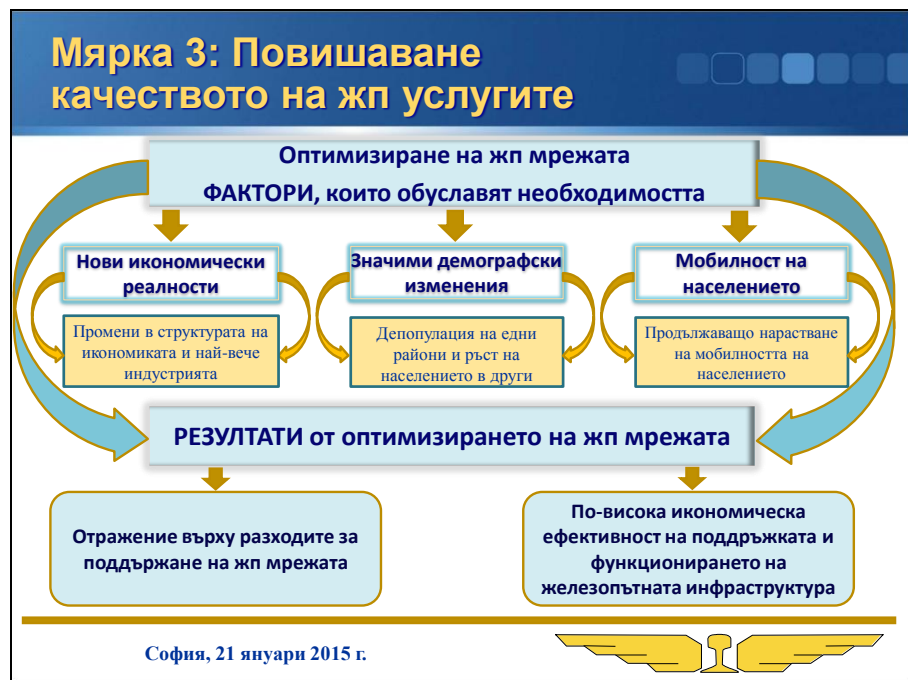 Мярка 3: Повишаване
качеството на жп услугите
Оптимизиране на жп мрежата
ФАКТОРИ, които обуславят необходимостта
Нови икономически
реалности
Значими демографски
изменения
Мобилност на
населението
Промени в структурата на
икономиката и най-вече
индустрията
Депопулация на едни
райони и ръст на
населението в други
Продължаващо нарастване
на мобилността на
населението
РЕЗУЛТАТИ от оптимизирането на жп мрежата
Отражение върху разходите за
поддържане на жп мрежата
По-висока икономическа
ефективност на поддръжката и
функционирането на
железопътната инфраструктура
София, 21 януари 2015 г.